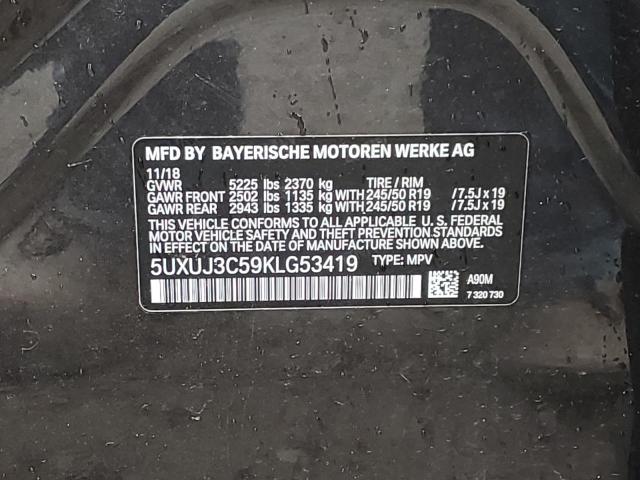 MFD BY BAYERISCHE MOTOREN WERKE AG
11/18
GVWR 5225 lbs 2370 kg TIRE / RIM
GAWR FRONT 2502 lbs 1135 kg WITH 245/50 R19 /7.5J x 19
GAWR REAR 2943 lbs 1335 kg WITH 245/50 R19 /7.5J x 19
THIS VEHICLE CONFORMS TO ALL APPLICABLE U. S. FEDERAL
MOTOR VEHICLE SAFETY, BUMPER, AND THEFT PREVENTION
STANDARDS IN EFFECT ON THE DATE OF MANUFACTURE SHOWN ABOVE.
5UXUJ3C59KLG53419 TYPE: MPV
A90M
7 320 730